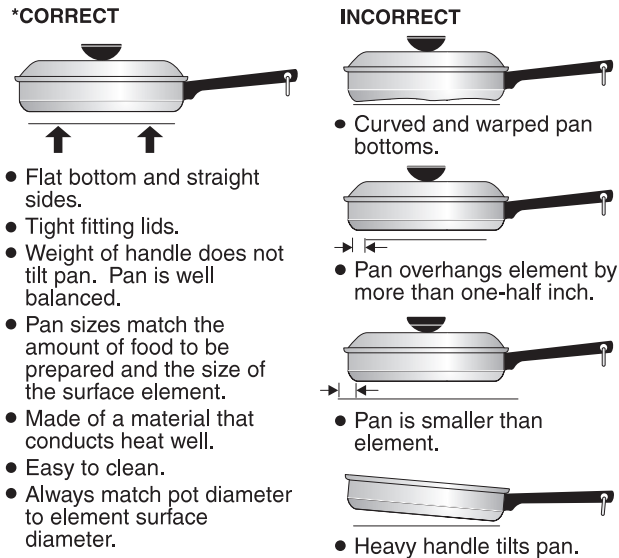 *CORRECT
• Flat bottom and straight
sides.
• Tight fitting lids.
• Weight of handle does not
tilt pan.  Pan is well
balanced.
• Pan sizes match the
amount of food to be
prepared and the size of
the surface element.
• Made of a material that
conducts heat well.
• Easy to clean.
• Always match pot diameter
to element surface
diameter.
INCORRECT
• Curved and warped pan
bottoms.
• Pan overhangs element by
more than one-half inch.
• Pan is smaller than
element.
• Heavy handle tilts pan.